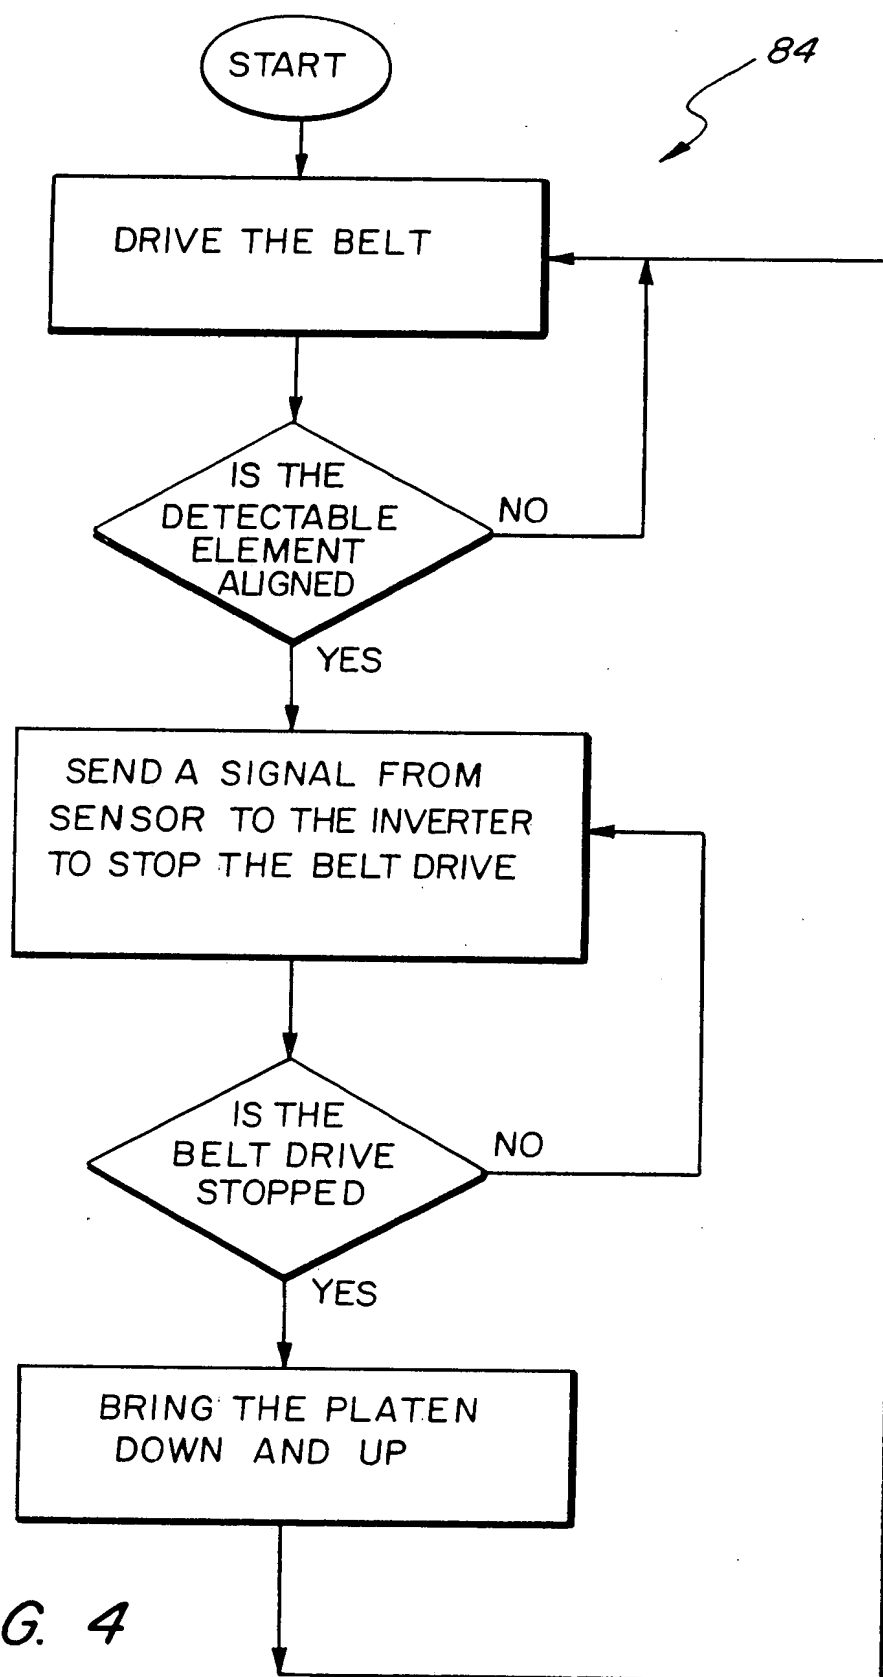 START
84
DRIVE THE BELT
IS THE
DETECTABLE
ELEMENT
ALIGNED
NO
YES
SEND A SIGNAL FROM
SENSOR TO THE INVERTER
TO STOP THE BELT DRIVE
IS THE
BELT DRIVE
STOPPED
NO
YES
BRING THE PLATEN
DOWN AND UP
G. 4